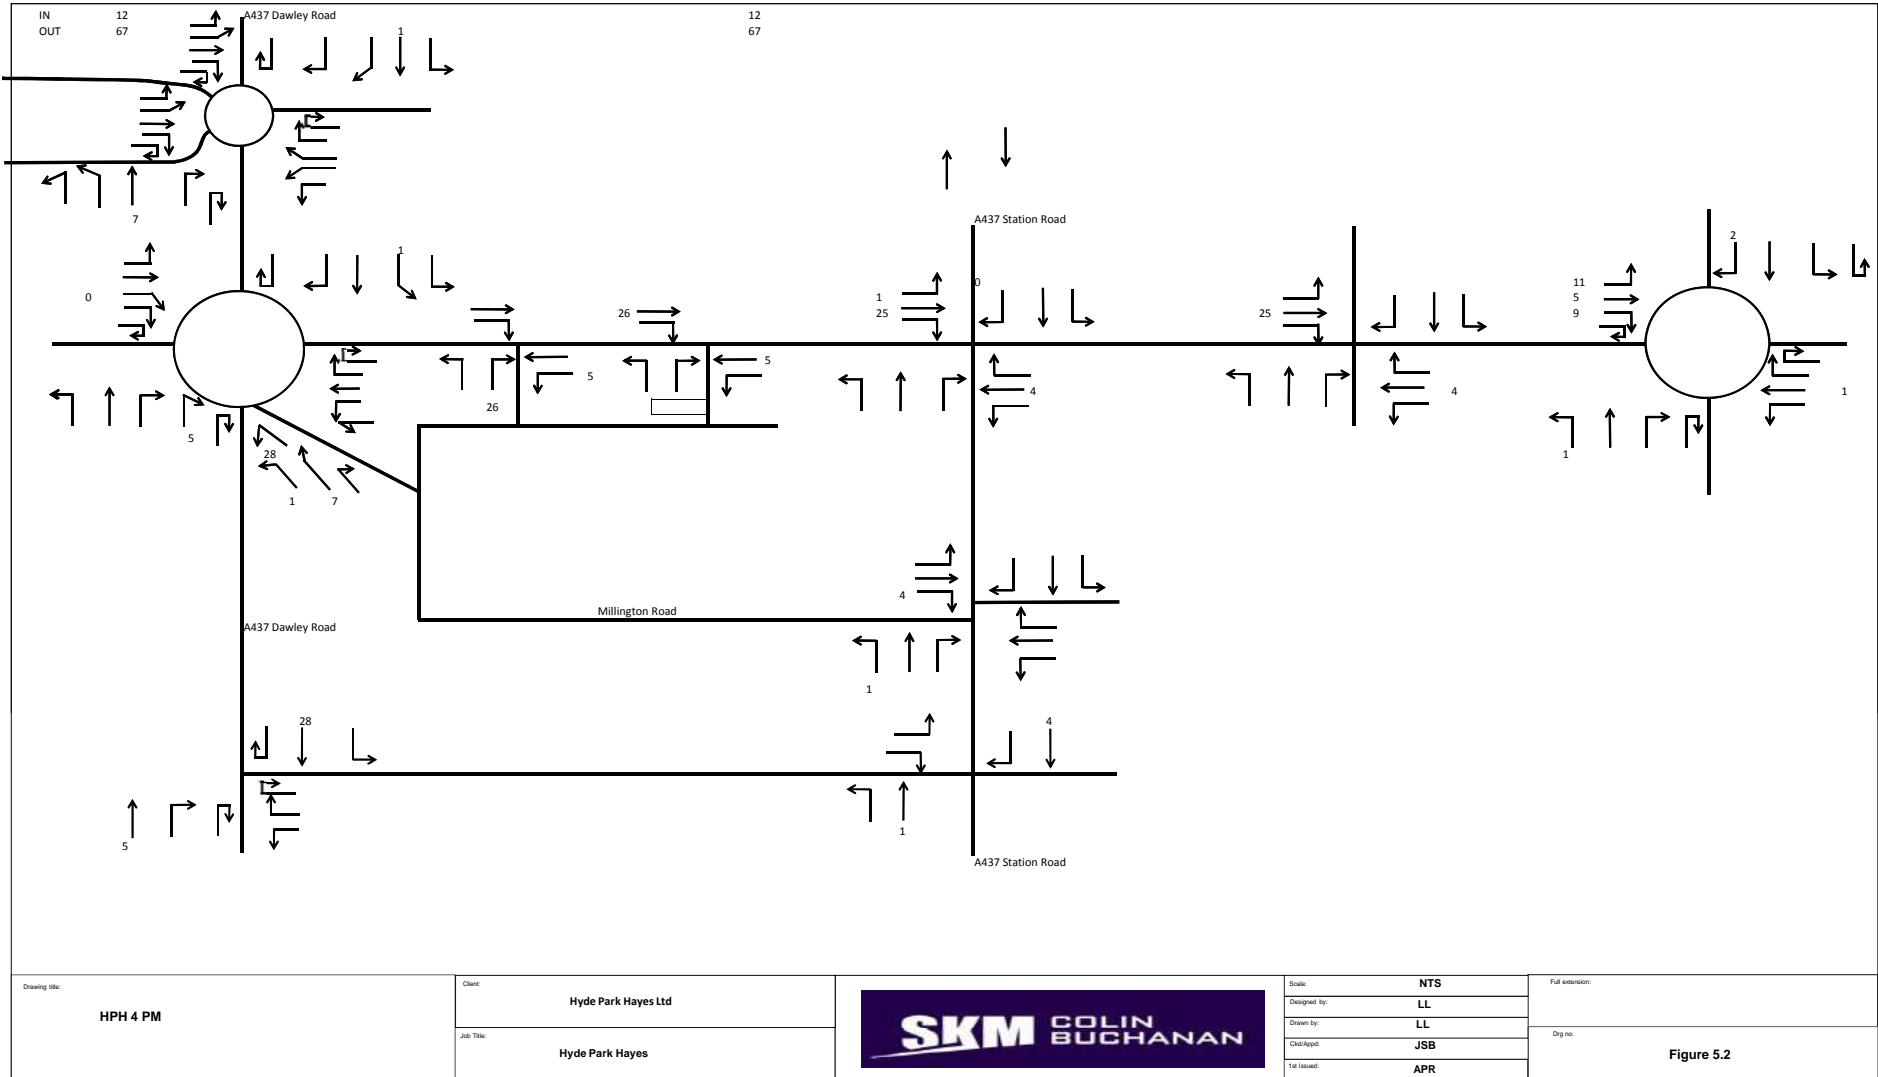 IN 12 A437 Dawley Road 12
OUT 67 67
1
7
A437 Station Road
2
1
0
0
1
11
5
26
25
25
9
5
5
26
4
4
1
5
28
1
1
7
4
Millington Road
A437 Dawley Road
1
28
4
5
1
A437 Station Road
Drawing title:
HPH 4 PM
Client:
Hyde Park Hayes Ltd
Job Title:
Hyde Park Hayes
SKM COLIN BUCHANAN
Scale: NTS
Designed by: LL
Drawn by: LL
Ckd/Appd: JSB
1st Issued: APR
Full extension:
Drg no:
Figure 5.2